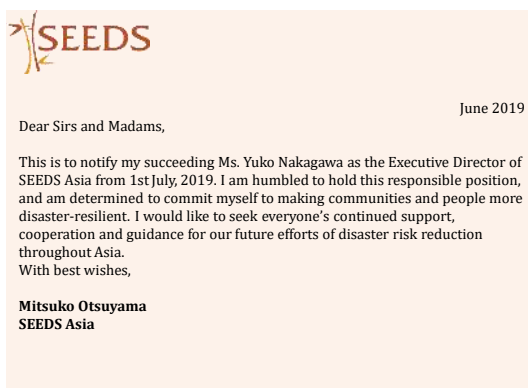 SEEDS
June 2019
Dear Sirs and Madams,
This is to notify my succeeding Ms. Yuko Nakagawa as the Executive Director of
SEEDS Asia from 1st July, 2019. I am humbled to hold this responsible position,
and am determined to commit myself to making communities and people more
disaster-resilient. I would like to seek everyone’s continued support,
cooperation and guidance for our future efforts of disaster risk reduction
throughout Asia.
With best wishes,
Mitsuko Otsuyama
SEEDS Asia